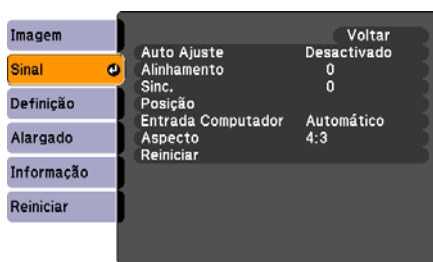 Imagem
Sinal
Definição
Alargado
Informação
Reiniciar
Voltar
Auto Ajuste Desactivado
Alinhamento 0
Sinc. 0
Posição
Entrada Computador Automático
Aspecto 4:3
Reiniciar